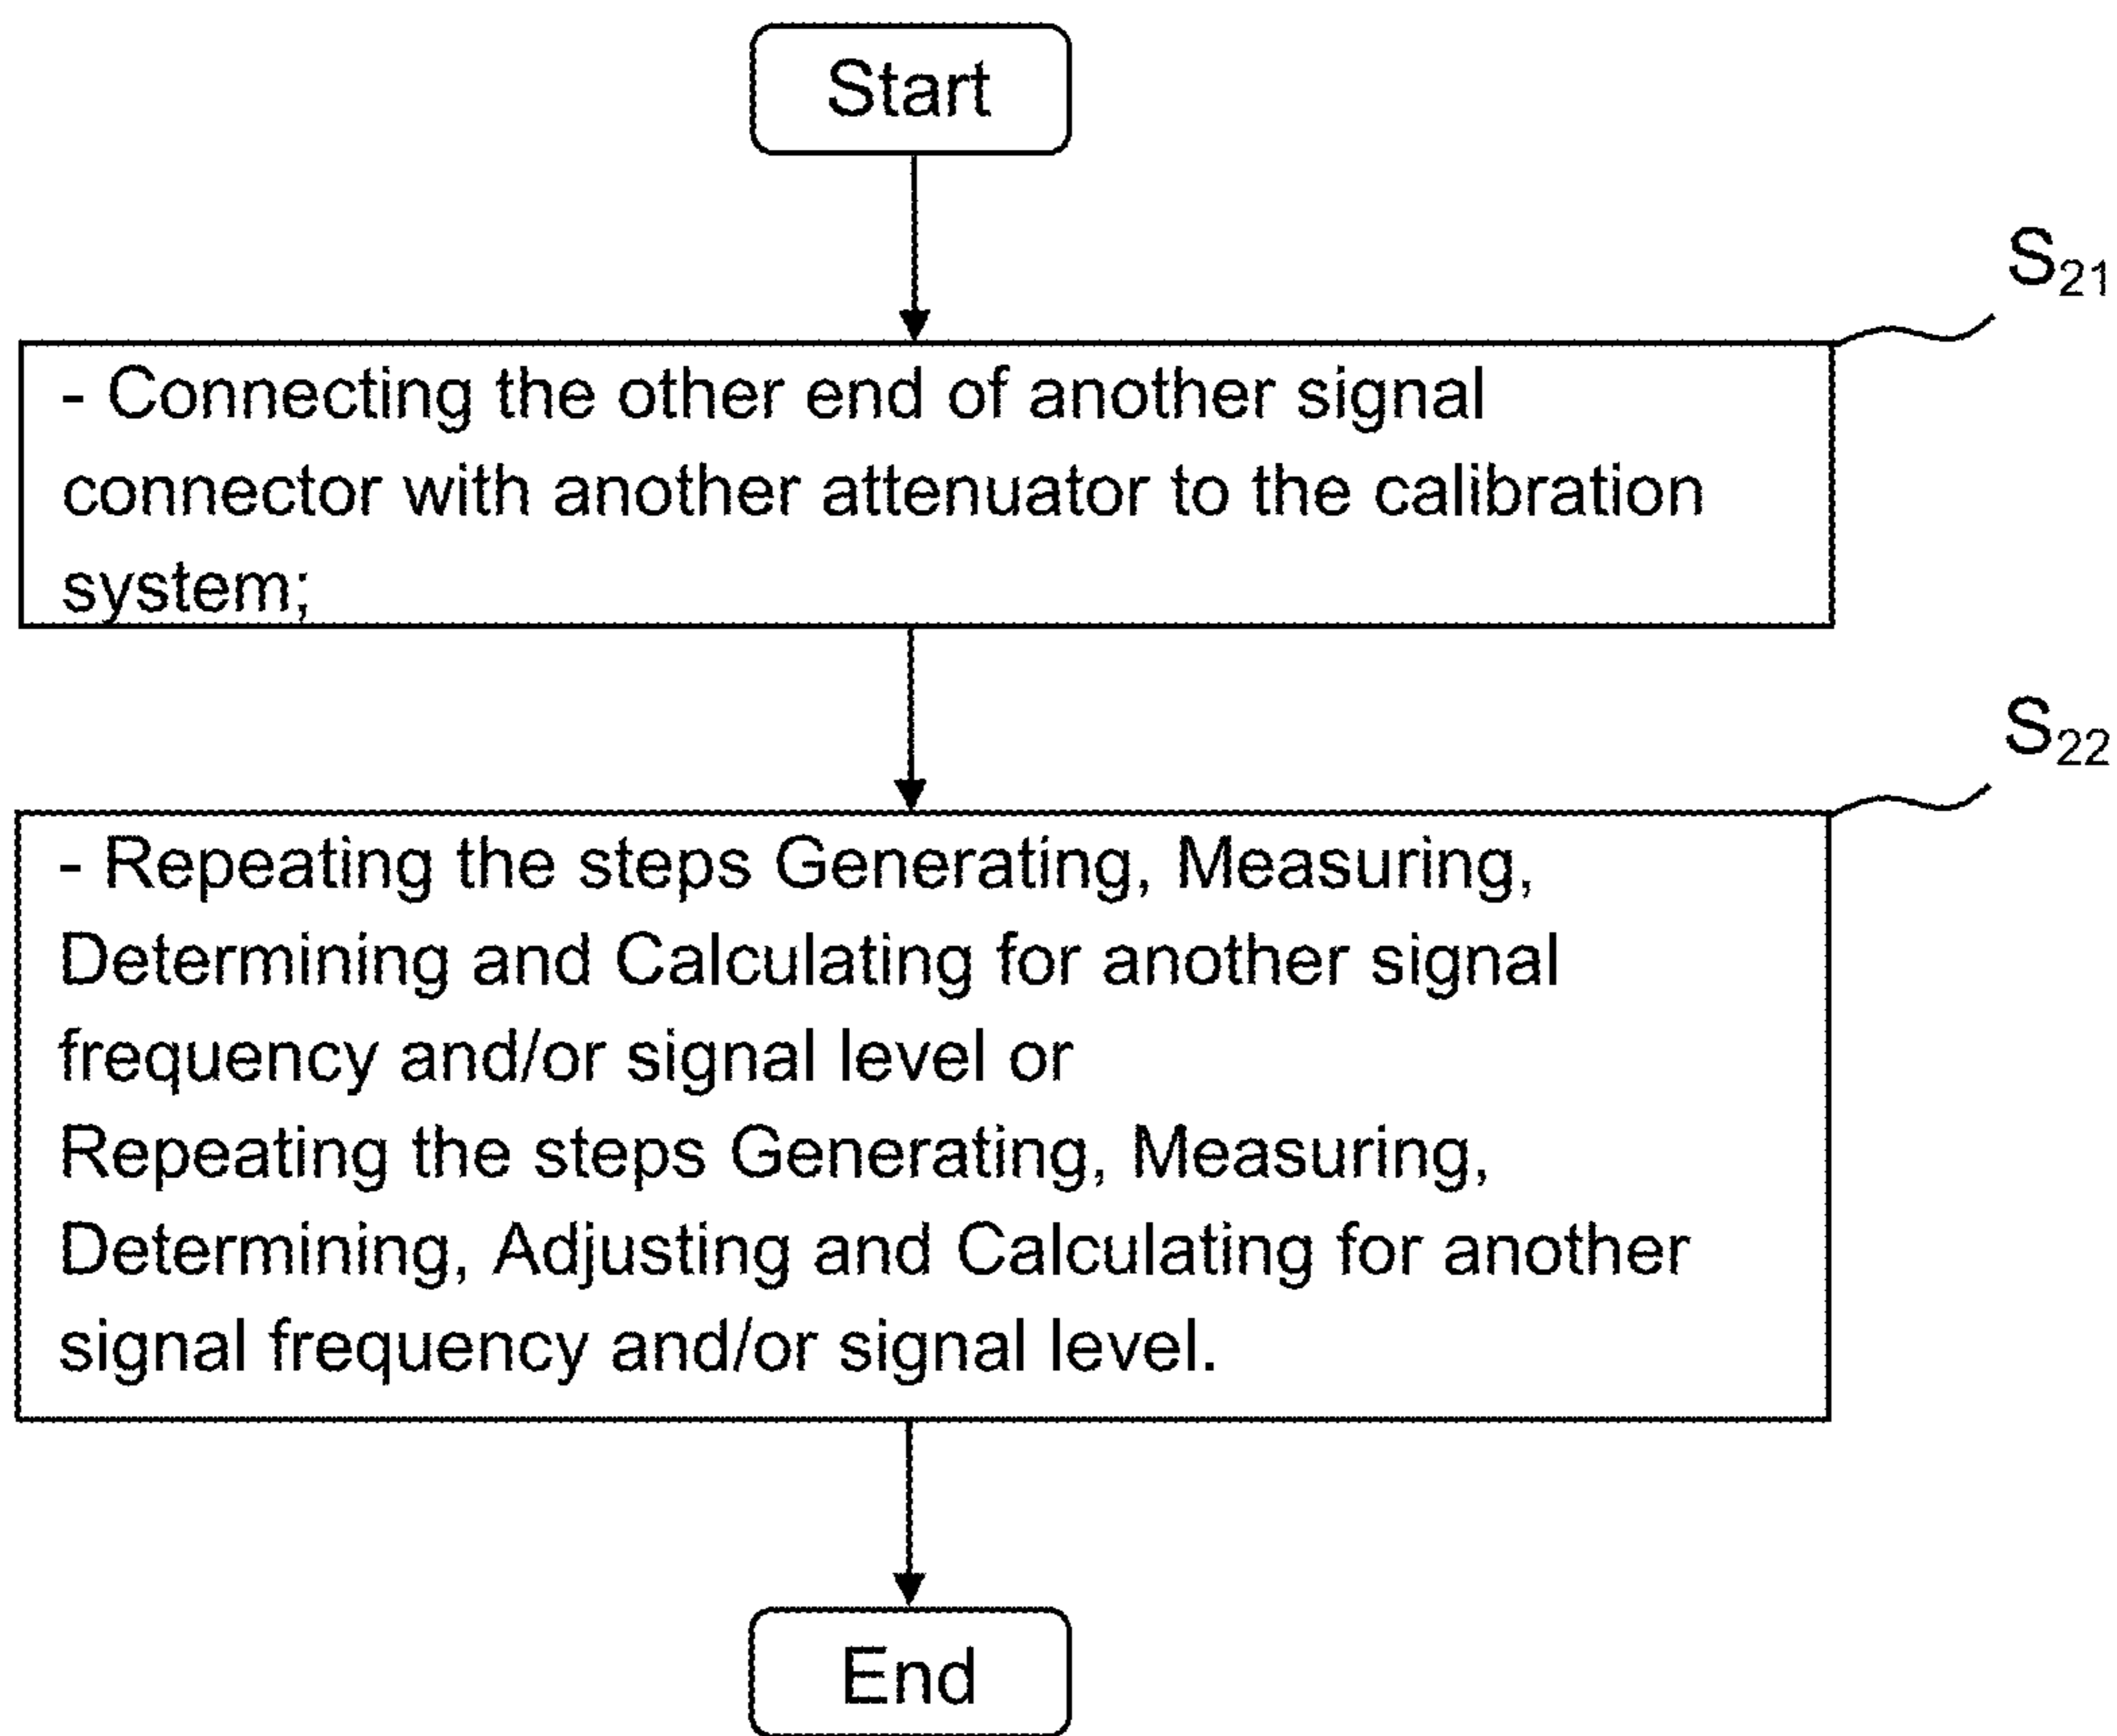 Start
S21
- Connecting the other end of another signal
connector with another attenuator to the calibration
system;
S22
- Repeating the steps Generating, Measuring,
Determining and Calculating for another signal
frequency and/or signal level or
Repeating the steps Generating, Measuring,
Determining, Adjusting and Calculating for another
signal frequency and/or signal level.
End